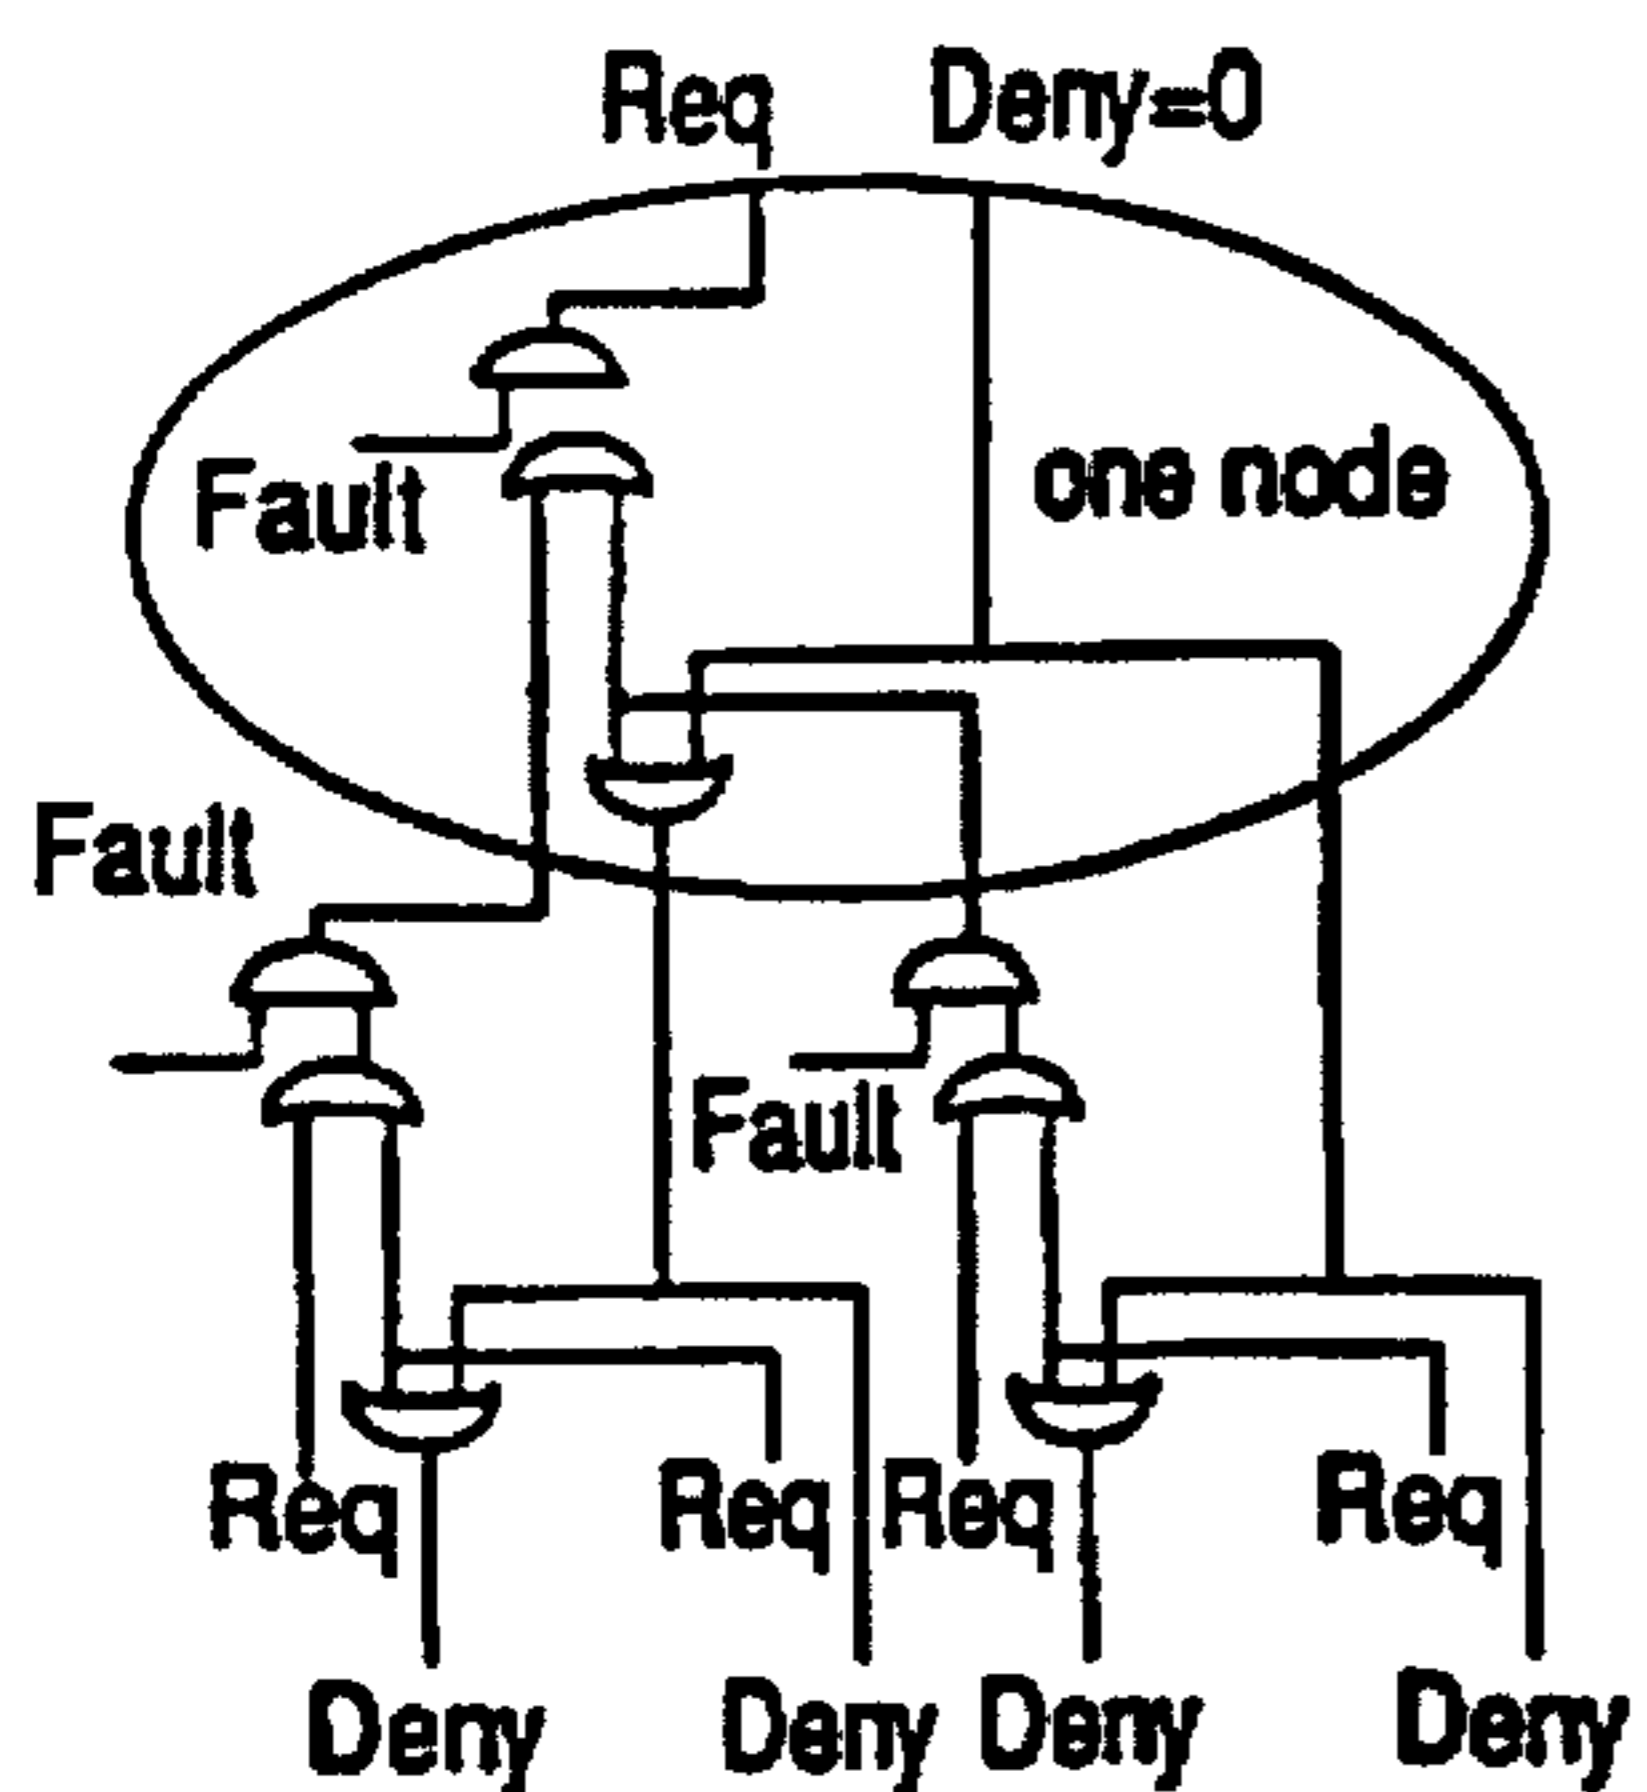 Req Deny=0
Fault one node
Fault
Fault
Req Req Req Req
Deny Deny Deny Deny